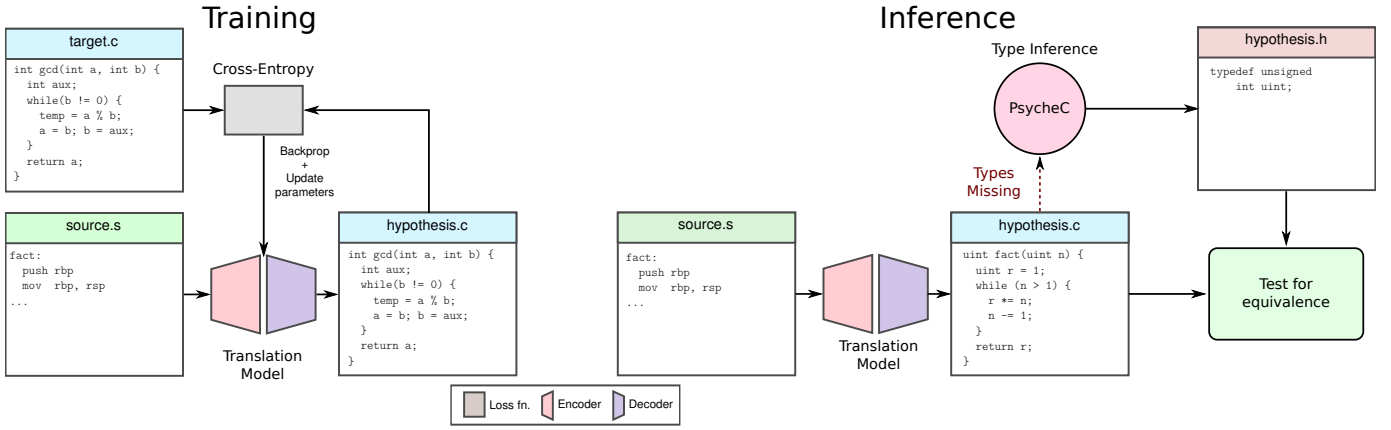 Training
target.c
int gcd(int a, int b) {
int aux;
while(b != 0) {
temp = a % b;
a = b; b = aux;
}
return a;
}
Cross-Entropy
Backprop
+
Update
parameters
source.s
fact:
push rbp
mov rbp, rsp
...
Translation
Model
hypothesis.c
int gcd(int a, int b) {
int aux;
while(b != 0) {
temp = a % b;
a = b; b = aux;
}
return a;
}
Inference
source.s
fact:
push rbp
mov rbp, rsp
...
Translation
Model
hypothesis.c
uint fact(uint n) {
uint r = 1;
while (n > 1) {
r *= n;
n -= 1;
}
return r;
}
Types
Missing
Type Inference
PsycheC
hypothesis.h
typedef unsigned
int uint;
Test for
equivalence
Loss fn.
Encoder
Decoder